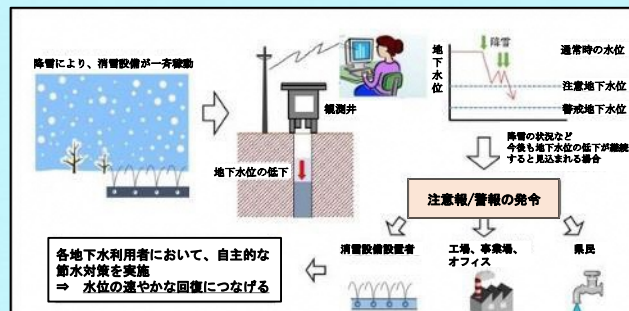 降雪により、消雪設備が一斉稼動
観測井
地下水位の低下
地下水位
降雪
通常時の水位
注意地下水位
警戒地下水位
降雪の状況など
今後も地下水位の低下が継続
すると見込まれる場合
注意報/警報の発令
消雪設備設置者
工場、事業場、
オフィス
県民
各地下水利用者において、自主的な
節水対策を実施
⇒ 水位の速やかな回復につなげる